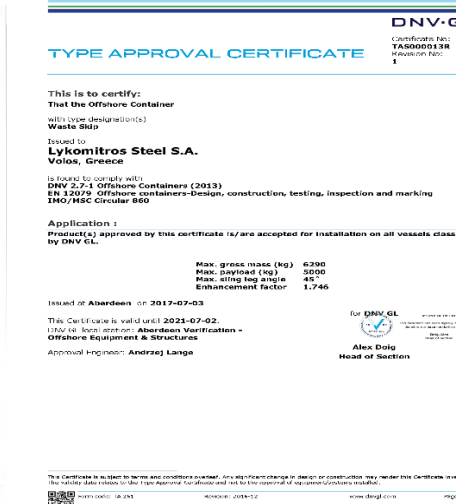 DNV·G
Certificate No:
TAS000013R
Revision No:
1
TYPE APPROVAL CERTIFICATE
This is to certify:
That the Offshore Container
with type designation(s)
Waste Skip
Issued to
Lykomitros Steel S.A.
Volos, Greece
is found to comply with
DNV 2.7-1 Offshore Containers (2013)
EN 12079 Offshore containers-Design, construction, testing, inspection and marking
IMO/MSC Circular 860
Application :
Product(s) approved by this certificate is/are accepted for installation on all vessels class
by DNV GL.
Max. gross mass (kg) 6290
Max. payload (kg) 5000
Max. sling leg angle 45°
Enhancement factor 1.746
Issued at Aberdeen on 2017-07-03
This Certificate is valid until 2021-07-02.
DNV GL local station: Aberdeen Verification -
Offshore Equipment & Structures
Approval Engineer: Andrzej Lange
for DNV GL
Alex Doig
Head of Section
This Certificate is subject to terms and conditions overleaf. Any significant change in design or construction may render this Certificate inva
The validity date relates to the Type Approval Certificate and not to the approval of equipment/systems installed.
Form code: TA 251
Revision: 2016-12
www.dnvgl.com
Page